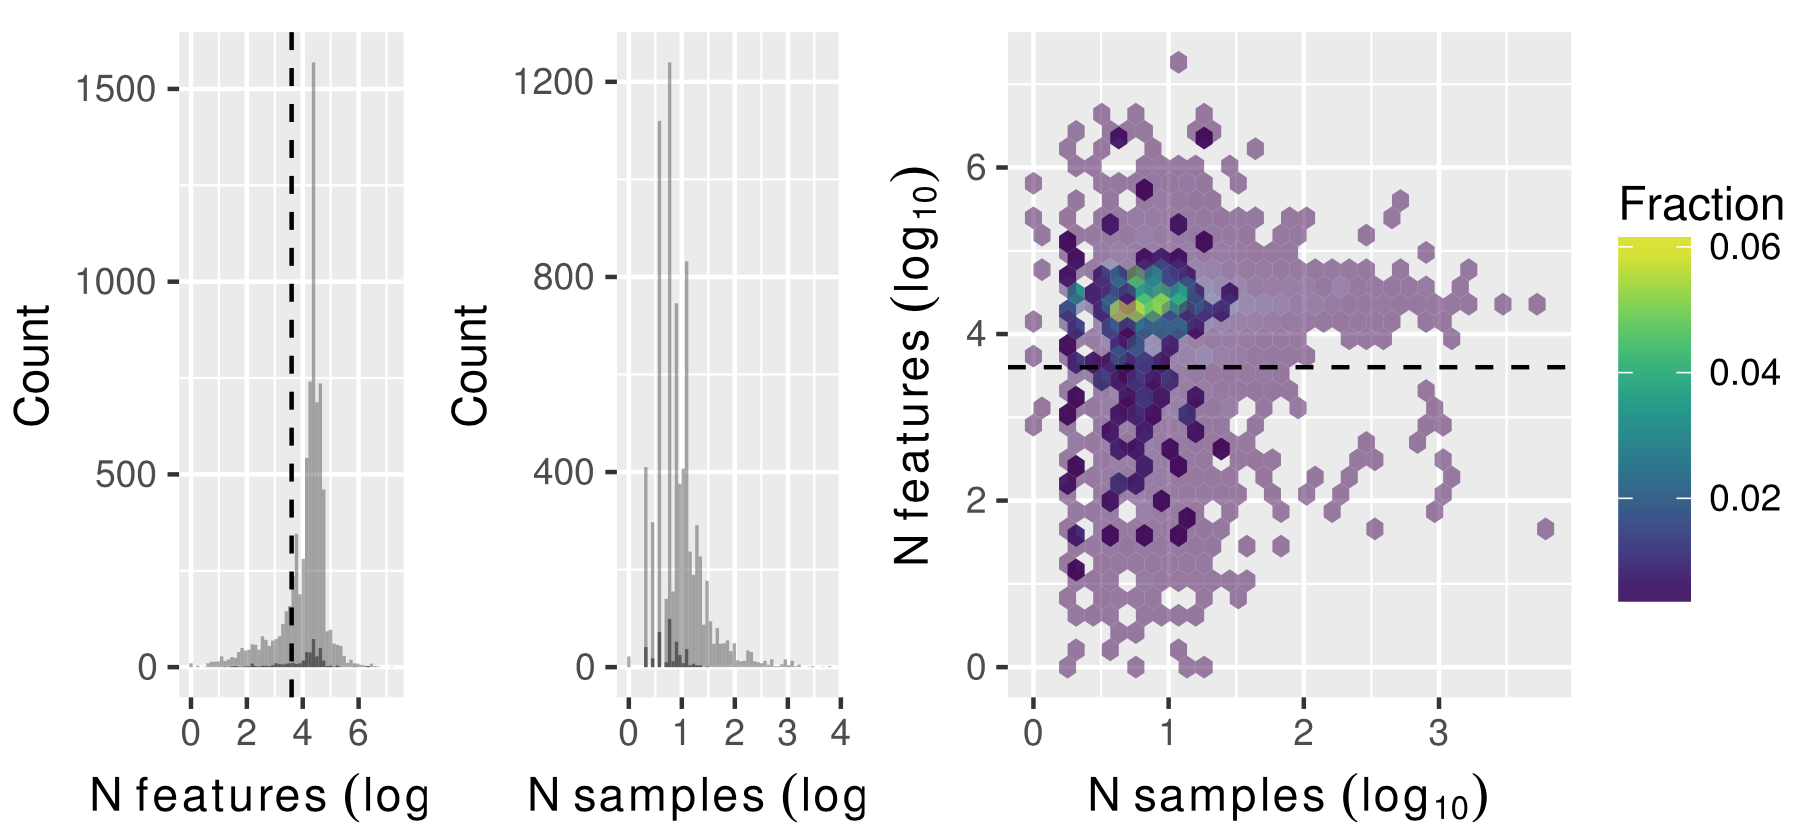 Count
1500
1000
500
0
0 2 4 6
N features (log
Count
1200
800
400
0
0 1 2 3 4
N samples (log
N features (log₁₀)
6
4
2
0
0 1 2 3
N samples (log₁₀)
Fraction
0.06
0.04
0.02